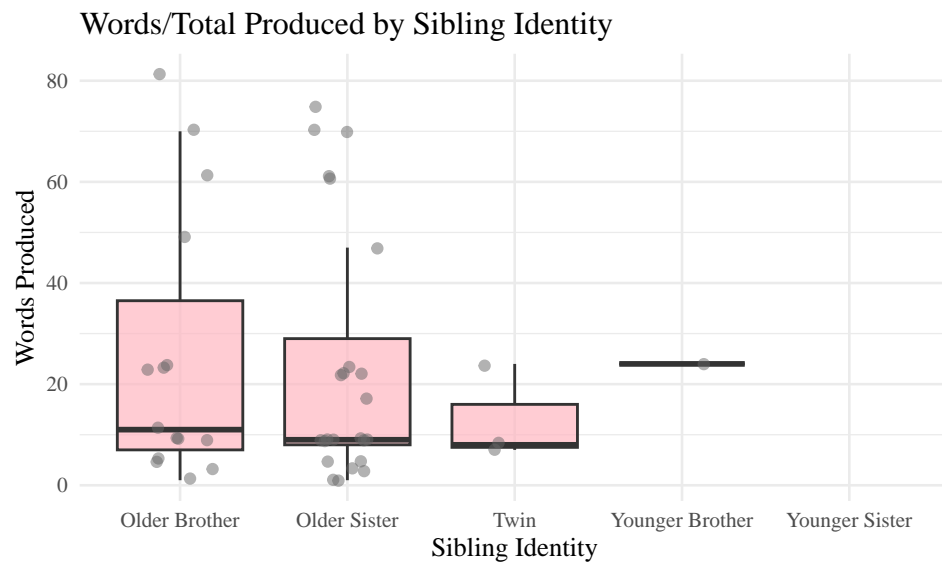 Words/Total Produced by Sibling Identity
80
60
40
20
0
Words Produced
Older Brother
Older Sister
Twin
Younger Brother
Younger Sister
Sibling Identity